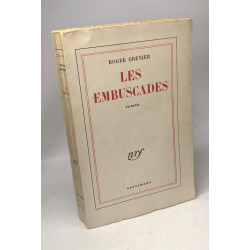 ROGER GRENIER
LES
EMBUSCADES
roman
nrf
GALLIMARD